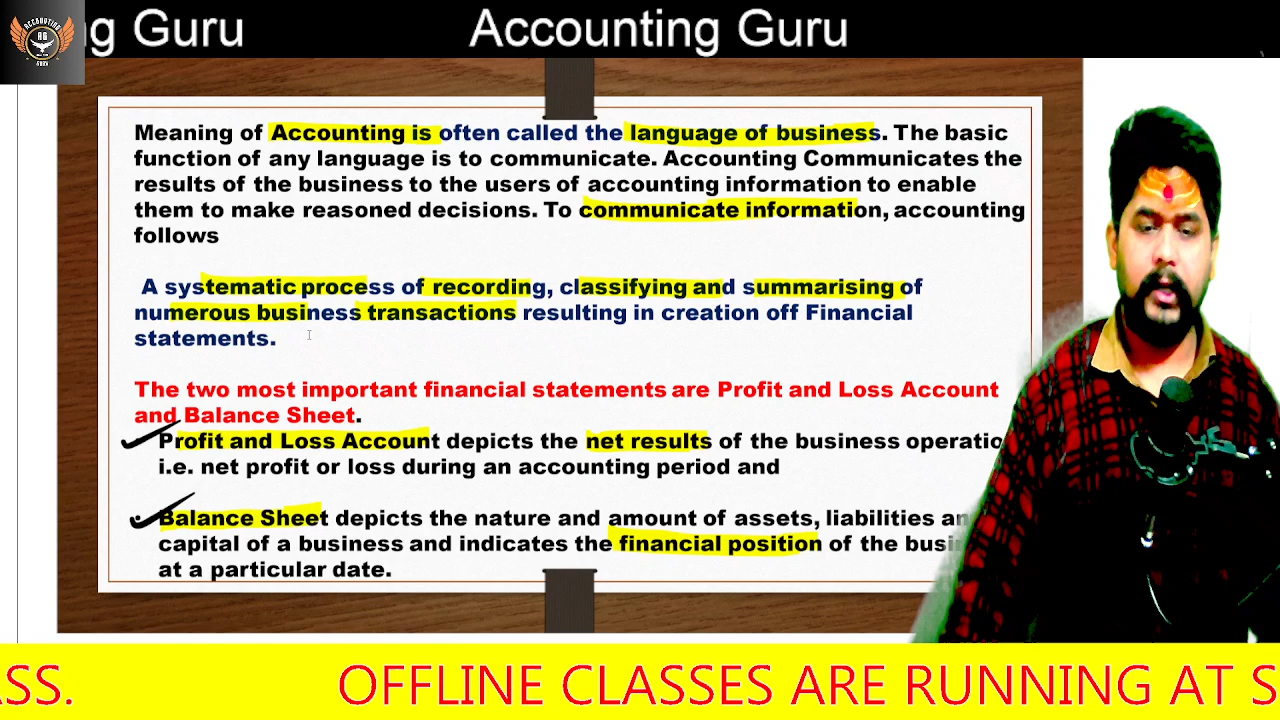 ng Guru
Accounting Guru
ACCOUNTING
AG
GURU
Meaning of Accounting is often called the language of business. The basic
function of any language is to communicate. Accounting Communicates the
results of the business to the users of accounting information to enable
them to make reasoned decisions. To communicate information, accounting
follows
A systematic process of recording, classifying and summarising of
numerous business transactions resulting in creation off Financial
statements.
The two most important financial statements are Profit and Loss Account
and Balance Sheet.
Profit and Loss Account depicts the net results of the business operatio
i.e. net profit or loss during an accounting period and
• Balance Sheet depicts the nature and amount of assets, liabilities an
capital of a business and indicates the financial position of the busi
at a particular date.
ASS. OFFLINE CLASSES ARE RUNNING AT S